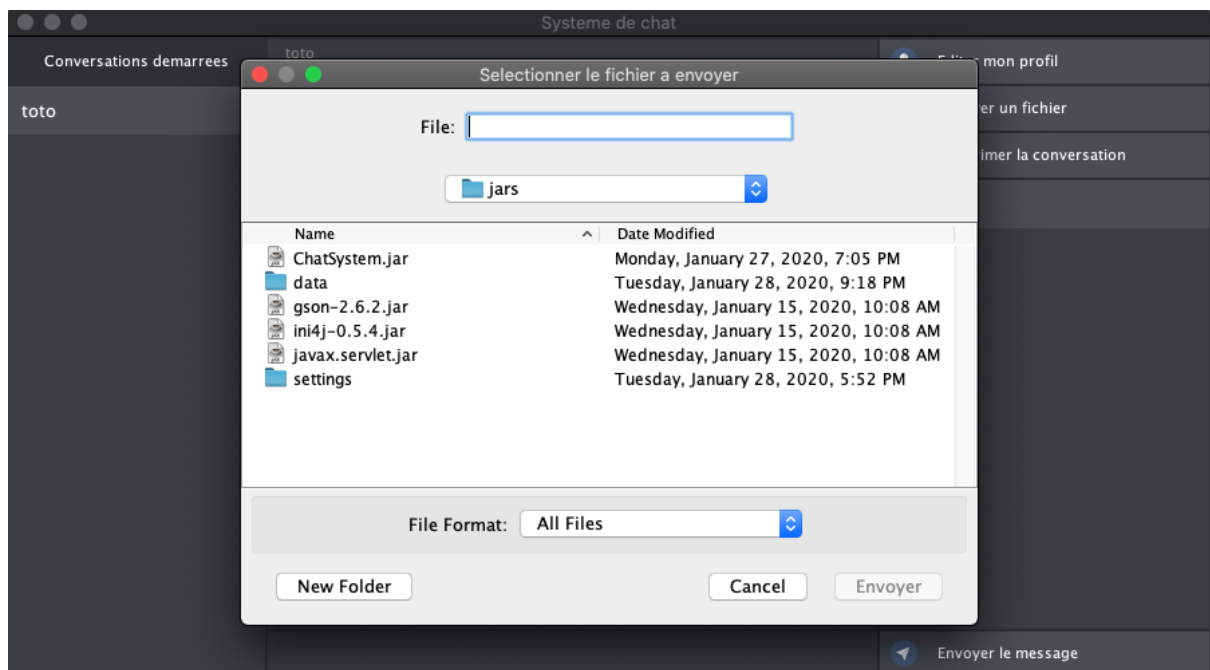 Systeme de chat
Conversations demarrees
toto
mon profil
toto
er un fichier
imer la conversation
Selectionner le fichier a envoyer
File:
jars
Name Date Modified
ChatSystem.jar Monday, January 27, 2020, 7:05 PM
data Tuesday, January 28, 2020, 9:18 PM
gson-2.6.2.jar Wednesday, January 15, 2020, 10:08 AM
ini4j-0.5.4.jar Wednesday, January 15, 2020, 10:08 AM
javax.servlet.jar Wednesday, January 15, 2020, 10:08 AM
settings Tuesday, January 28, 2020, 5:52 PM
File Format: All Files
New Folder Cancel Envoyer
Envoyer le message